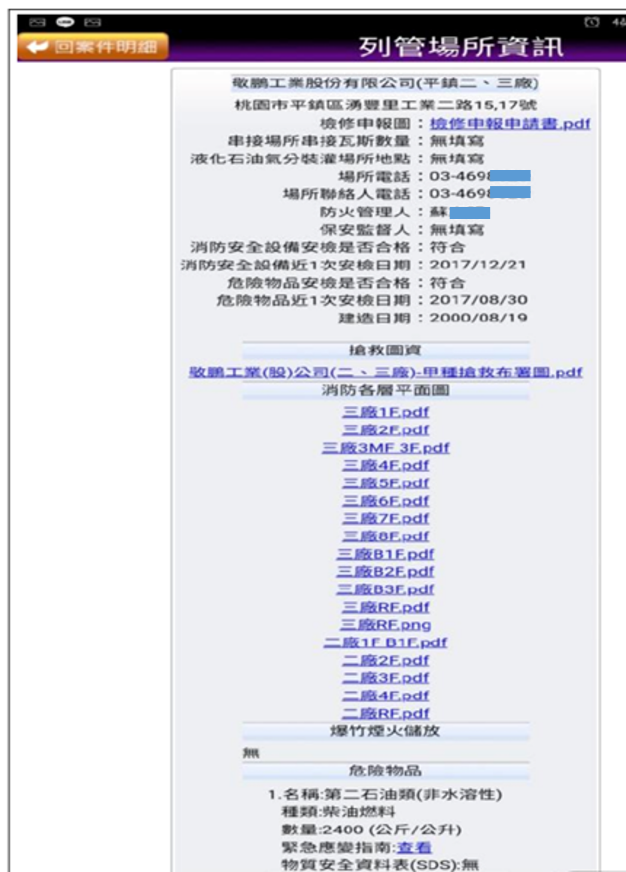 回案件明細
列管場所資訊
敬鵬工業股份有限公司(平鎮二、三廠)
桃園市平鎮區湧豐里工業二路15,17號
檢修申報圖：檢修申報申請書.pdf
串接場所串接瓦斯數量：無填寫
液化石油氣分裝灌場所地點：無填寫
場所電話：03-469
場所聯絡人電話：03-469
防火管理人：蘇
保安監督人：無填寫
消防安全設備安檢是否合格：符合
消防安全設備近1次安檢日期：2017/12/21
危險物品安檢是否合格：符合
危險物品近1次安檢日期：2017/08/30
建造日期：2000/08/19
搶救圖資
敬鵬工業(股)公司(二、三廠)-甲種搶救布署圖.pdf
消防各層平面圖
三廠1F.pdf
三廠2F.pdf
三廠3MF 3F.pdf
三廠4F.pdf
三廠5F.pdf
三廠6F.pdf
三廠7F.pdf
三廠8F.pdf
三廠B1F.pdf
三廠B2F.pdf
三廠B3F.pdf
三廠RF.pdf
三廠RF.png
二廠1F B1F.pdf
二廠2F.pdf
二廠3F.pdf
二廠4F.pdf
二廠RF.pdf
爆竹煙火儲放
無
危險物品
1.名稱:第二石油類(非水溶性)
種類:柴油燃料
數量:2400 (公斤/公升)
緊急應變指南:查看
物質安全資料表(SDS):無